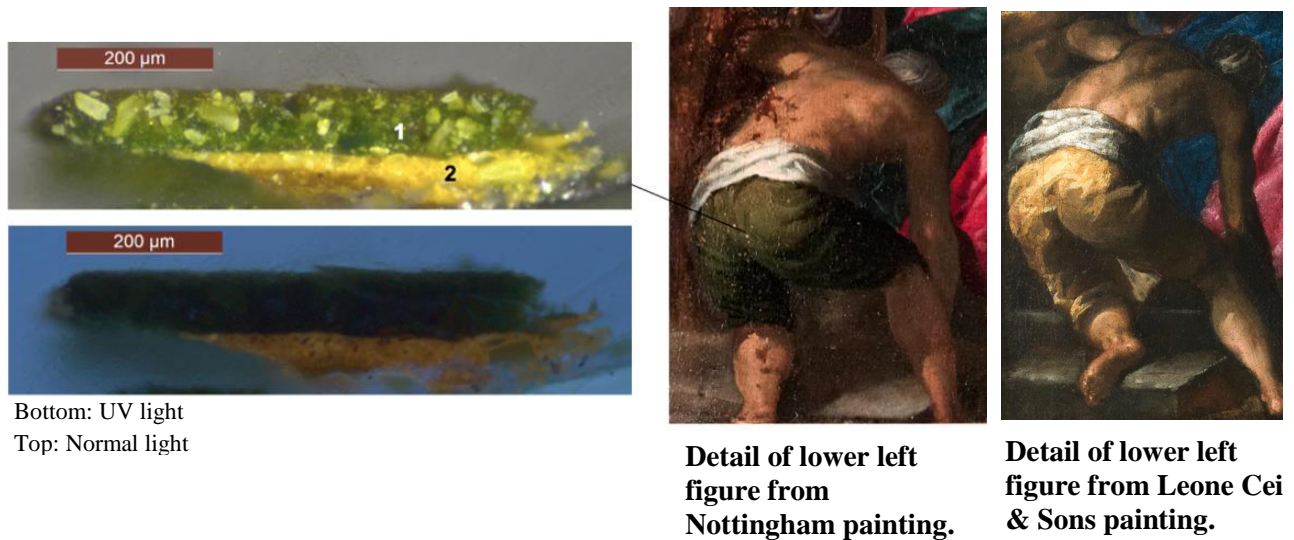 200 µm
1
2
200 µm
Bottom: UV light
Top: Normal light
Detail of lower left
figure from
Nottingham painting.
Detail of lower left
figure from Leone Cei
& Sons painting.